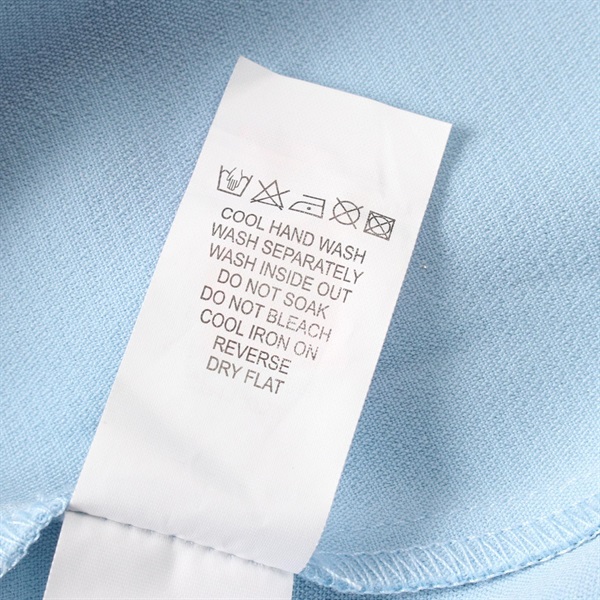 COOL HAND WASH
WASH SEPARATELY
WASH INSIDE OUT
DO NOT SOAK
DO NOT BLEACH
COOL IRON ON
REVERSE
DRY FLAT